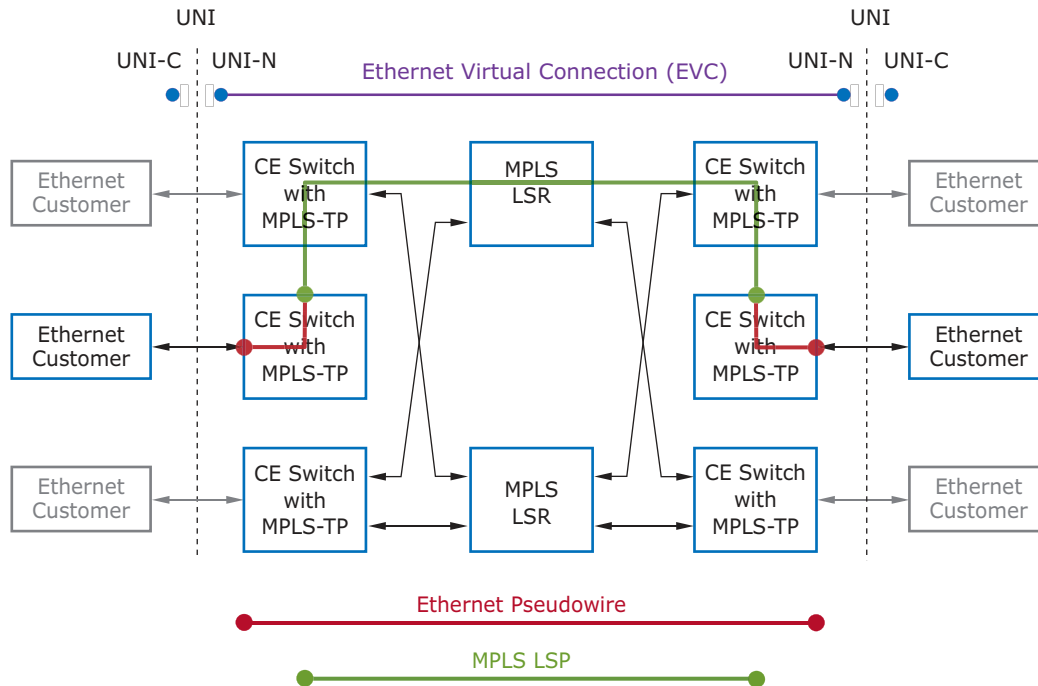 UNI
UNI
UNI-C
UNI-N
Ethernet Virtual Connection (EVC)
UNI-N
UNI-C
Ethernet
Customer
CE Switch
with
MPLS-TP
MPLS
LSR
CE Switch
with
MPLS-TP
Ethernet
Customer
Ethernet
Customer
CE Switch
with
MPLS-TP
CE Switch
with
MPLS-TP
Ethernet
Customer
Ethernet
Customer
CE Switch
with
MPLS-TP
MPLS
LSR
CE Switch
with
MPLS-TP
Ethernet
Customer
Ethernet Pseudowire
MPLS LSP